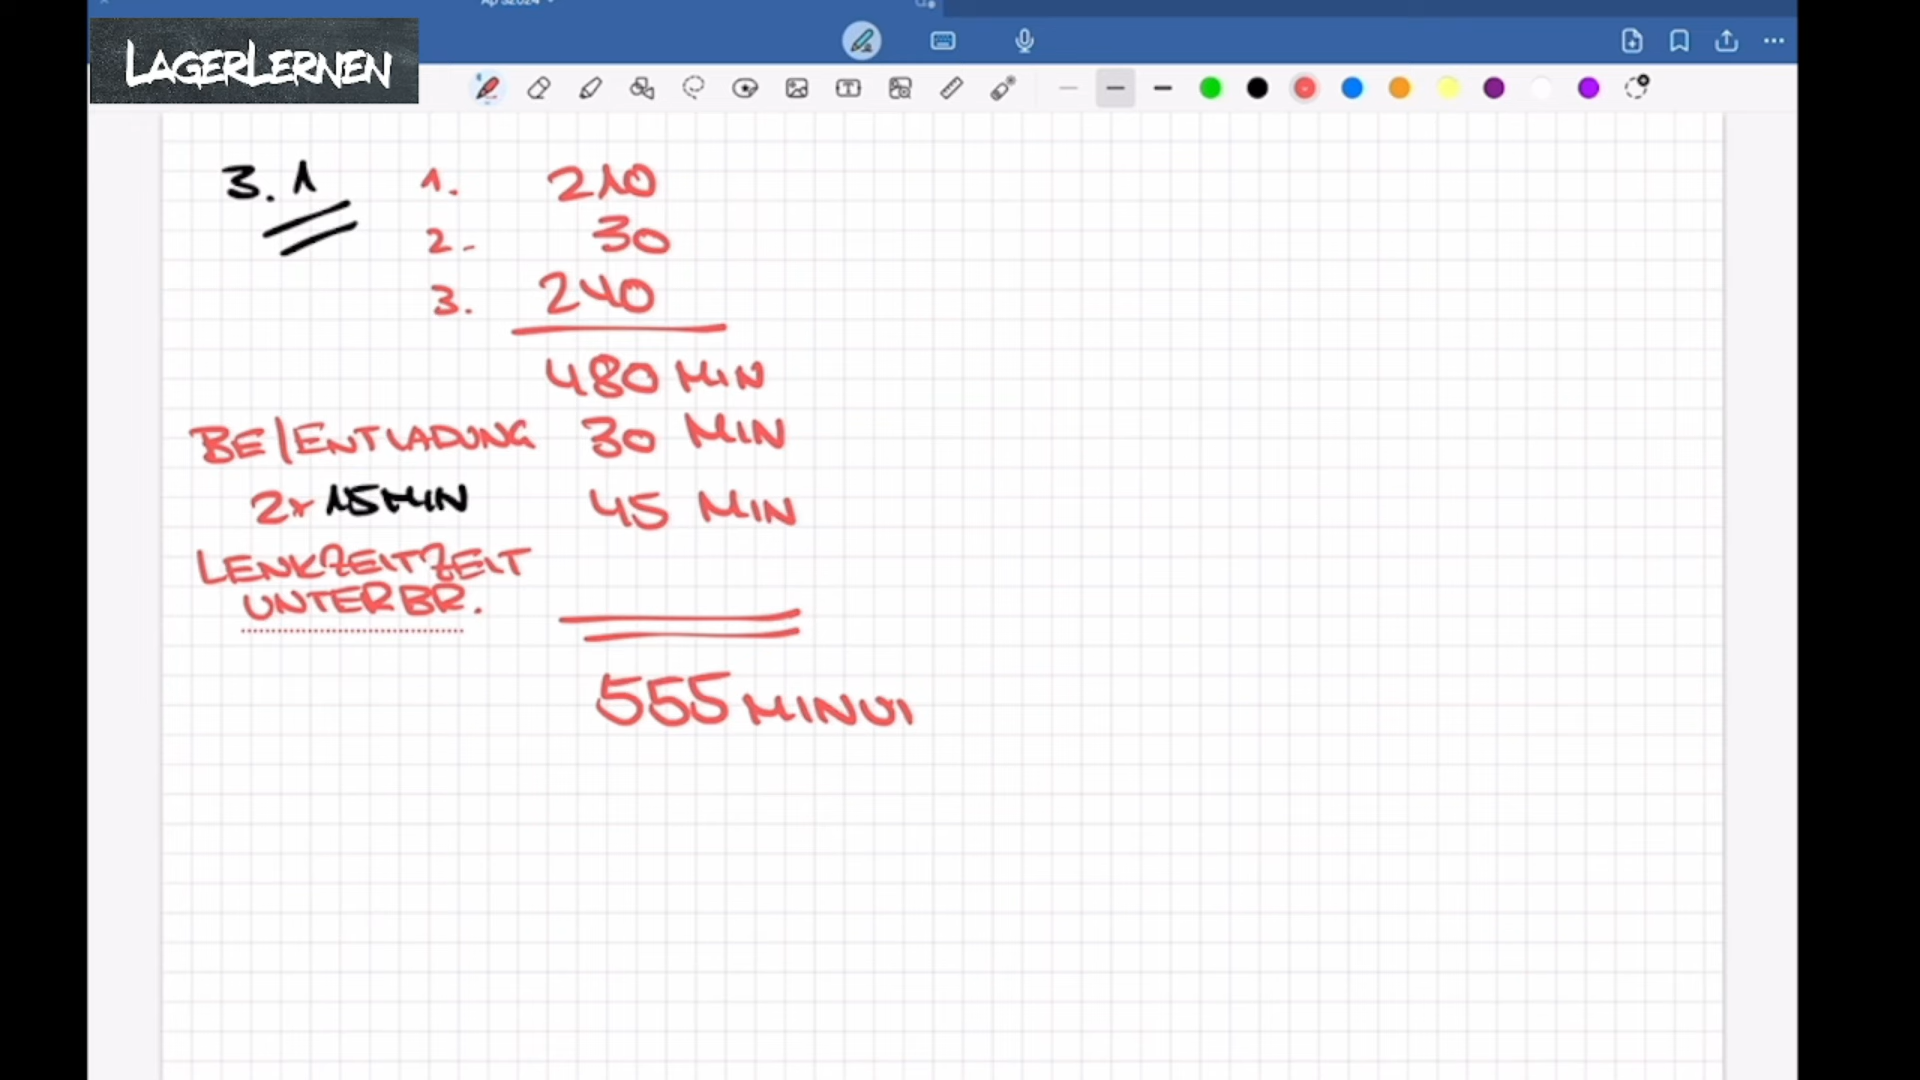 LAGERLERNEN
3.1
1. 210
2. 30
3. 240
480 MIN
BE/ENTLADUNG 30 MIN
2x 15MIN 45 MIN
LENKZEITZEIT
UNTERBR.
555 MINUT